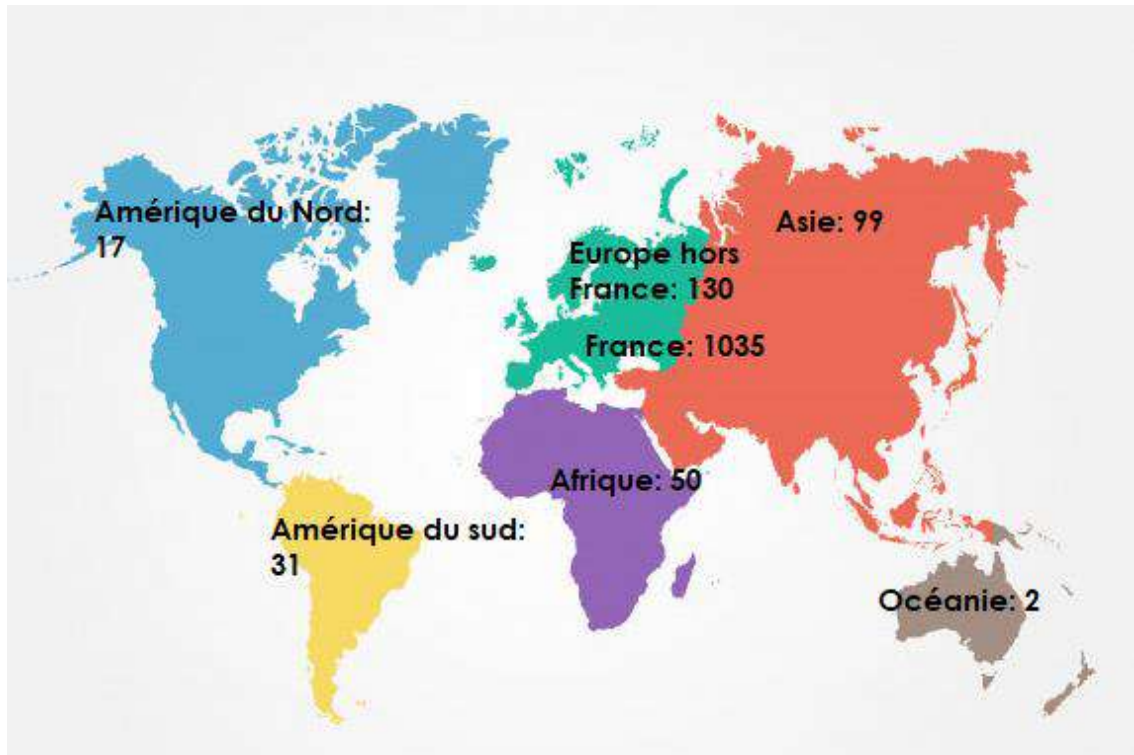 Amérique du Nord:
17
Asie: 99
Europe hors
France: 130
France: 1035
Afrique: 50
Amérique du sud:
31
Océanie: 2